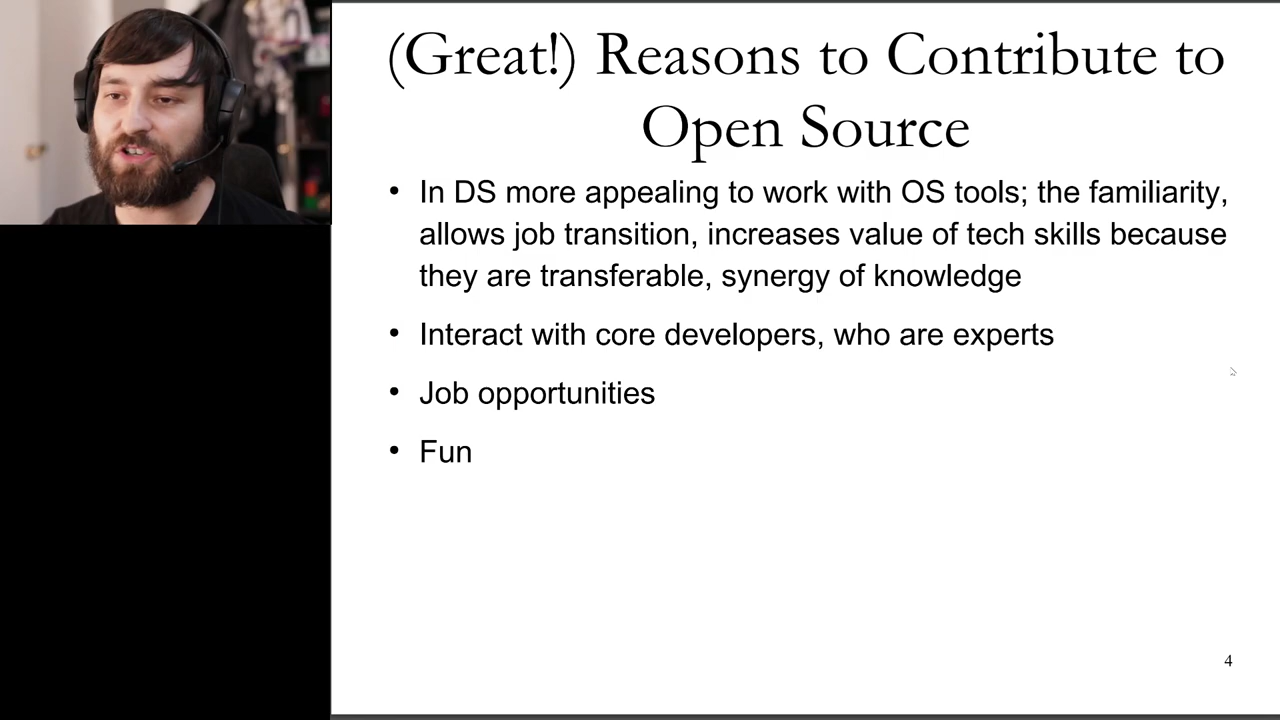 (Great!) Reasons to Contribute to
Open Source
• In DS more appealing to work with OS tools; the familiarity,
allows job transition, increases value of tech skills because
they are transferable, synergy of knowledge
• Interact with core developers, who are experts
• Job opportunities
• Fun
4